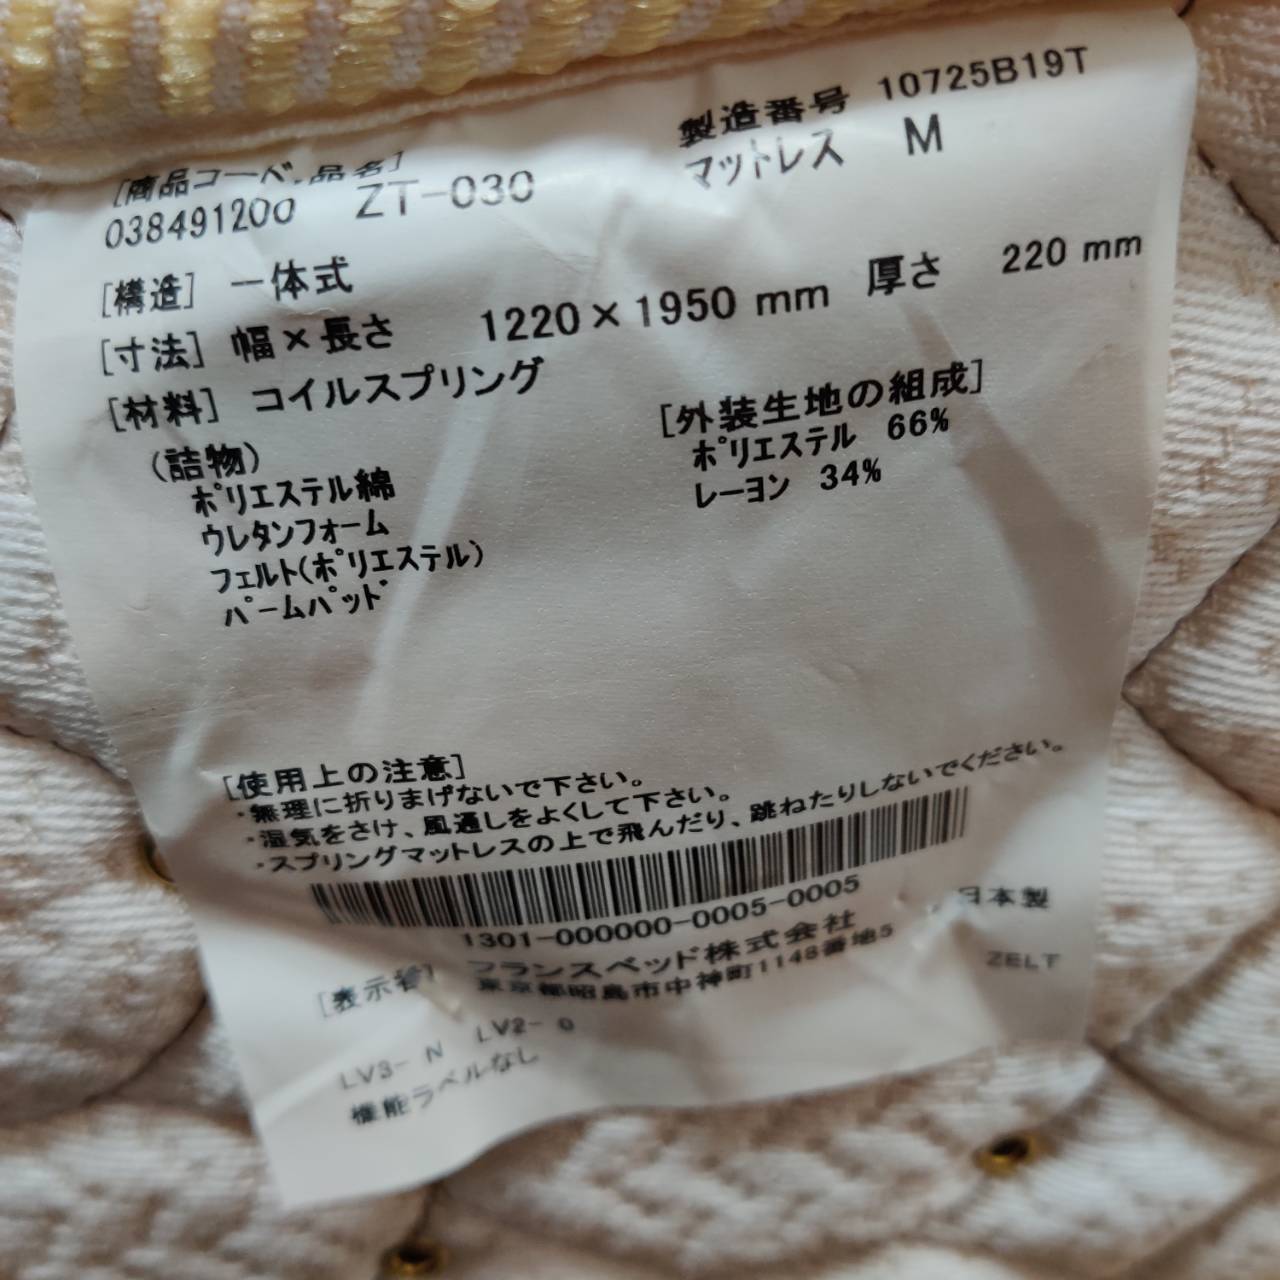 製造番号 10725B19T
[商品コード,品名] マットレス M
038491200 ZT-030
[構造] 一体式
[寸法] 幅×長さ 1220×1950 mm 厚さ 220 mm
[材料] コイルスプリング
(詰物)
ポリエステル綿
ウレタンフォーム
フェルト(ポリエステル)
パームパッド
[外装生地の組成]
ポリエステル 66%
レーヨン 34%
[使用上の注意]
・無理に折りまげないで下さい。
・湿気をさけ、風通しをよくして下さい。
・スプリングマットレスの上で飛んだり、跳ねたりしないでください。
1301-000000-0005-0005
[表示者] フランスベッド株式会社 日本製
東京都昭島市中神町1148番地5
ZELT
LV3- N LV2- 0
機能ラベルなし